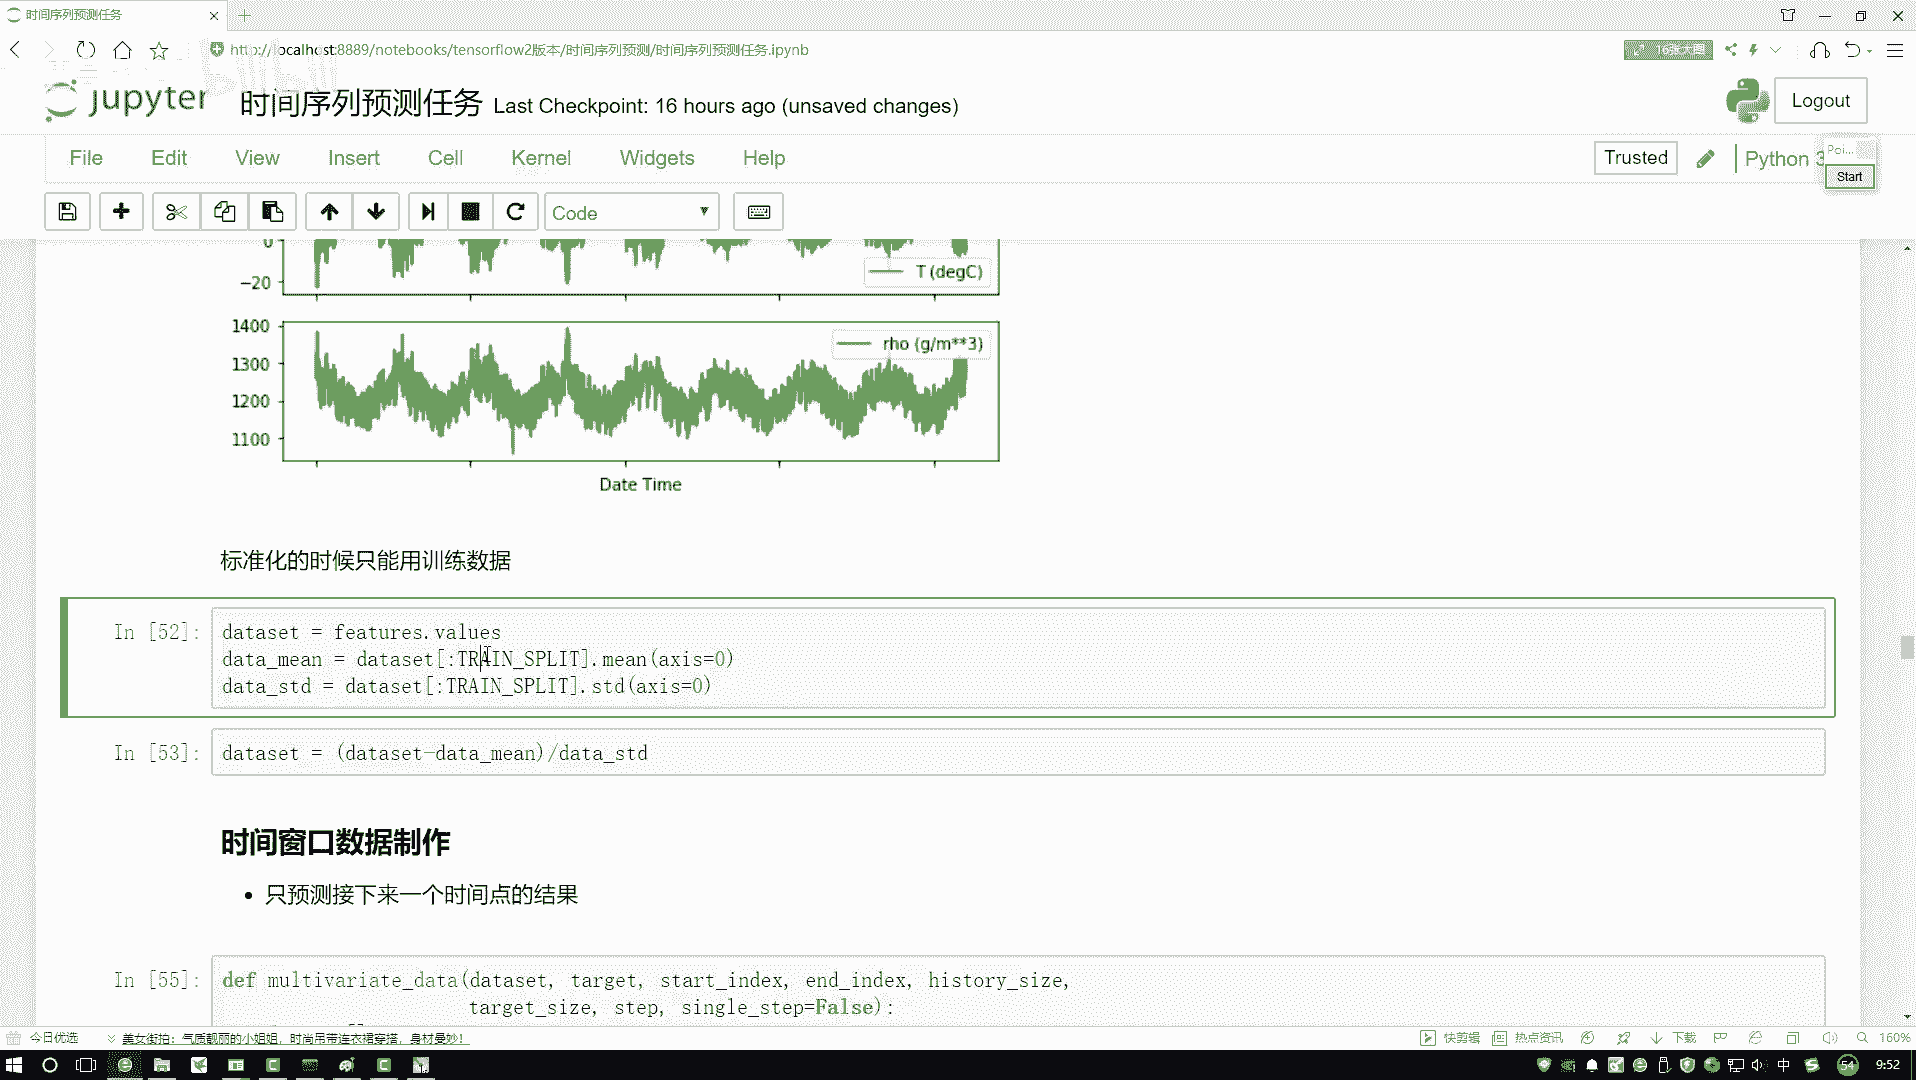 时间序列预测任务
http://localhost:8889/notebooks/tensorflow2版本/时间序列预测/时间序列预测任务.ipynb
16张大图
jupyter 时间序列预测任务 Last Checkpoint: 16 hours ago (unsaved changes)
Logout
File Edit View Insert Cell Kernel Widgets Help
Trusted
Python 3
Poi...
Start
Code
0
-20
T (degC)
1400
1300
1200
1100
rho (g/m**3)
Date Time
标准化的时候只能用训练数据
In [52]:
dataset = features.values
data_mean = dataset[:TRAIN_SPLIT].mean(axis=0)
data_std = dataset[:TRAIN_SPLIT].std(axis=0)
In [53]:
dataset = (dataset-data_mean)/data_std
时间窗口数据制作
只预测接下来一个时间点的结果
In [55]:
def multivariate_data(dataset, target, start_index, end_index, history_size,
target_size, step, single_step=False):
今日优选
美女街拍：气质靓丽的小姐姐，时尚吊带连衣裙穿搭，身材曼妙！
快剪辑
热点资讯
下载
160%
中
54
9:52